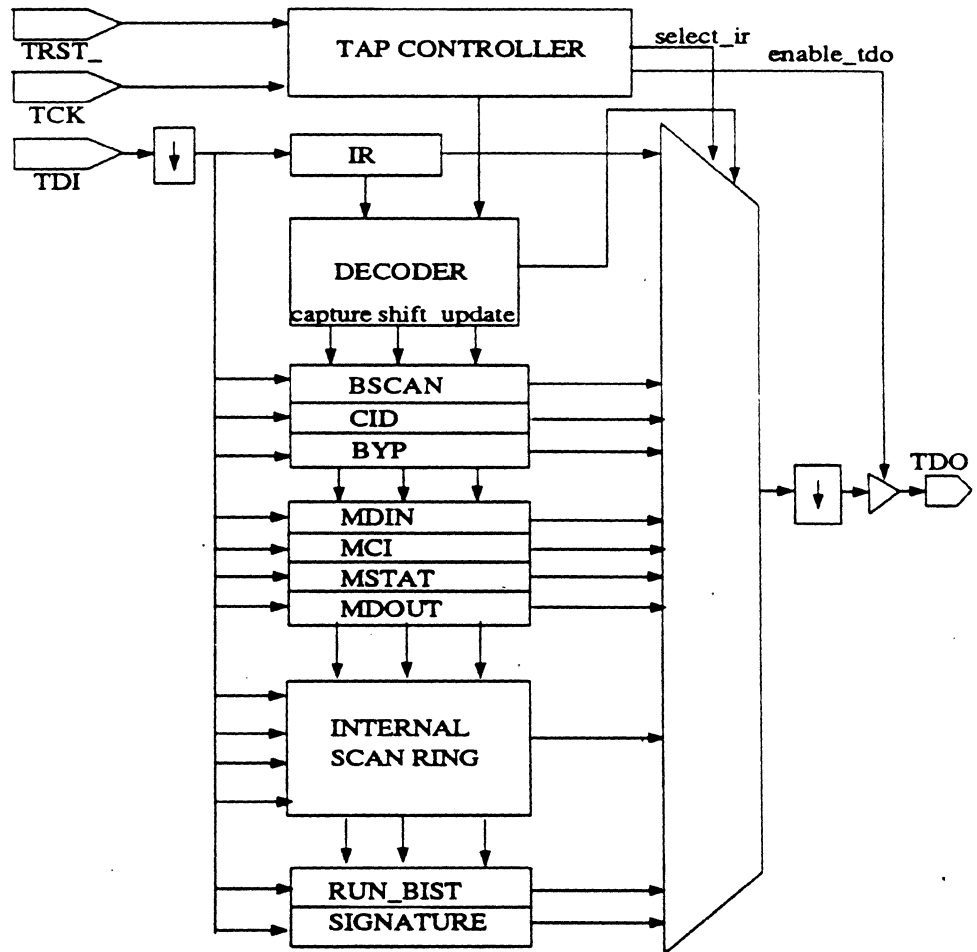 TRST_
TAP CONTROLLER
select_ir
enable_tdo
TCK
TDI
IR
DECODER
capture shift update
BSCAN
CID
BYP
TDO
MDIN
MCI
MSTAT
MDOUT
INTERNAL
SCAN RING
RUN_BIST
SIGNATURE